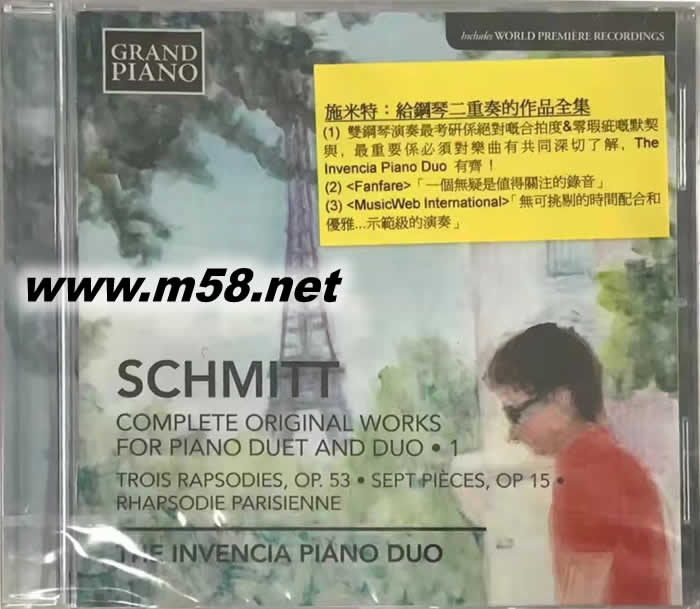 GRAND
PIANO
Includes WORLD PREMIÈRE RECORDINGS
施米特：給鋼琴二重奏的作品全集
(1) 雙鋼琴演奏最考研係絕對嘅合拍度&零瑕疵嘅默契
與, 最重要係必須對樂曲有共同深切了解, The
Invencia Piano Duo 有齊！
(2) <Fanfare>「一個無疑是值得關注的錄音」
(3) <MusicWeb International>「無可挑剔的時間配合和
優雅...示範級的演奏」
www.m58.net
SCHMITT
COMPLETE ORIGINAL WORKS
FOR PIANO DUET AND DUO • 1
TROIS RAPSODIES, OP. 53 • SEPT PIÈCES, OP 15 •
RHAPSODIE PARISIENNE
THE INVENCIA PIANO DUO